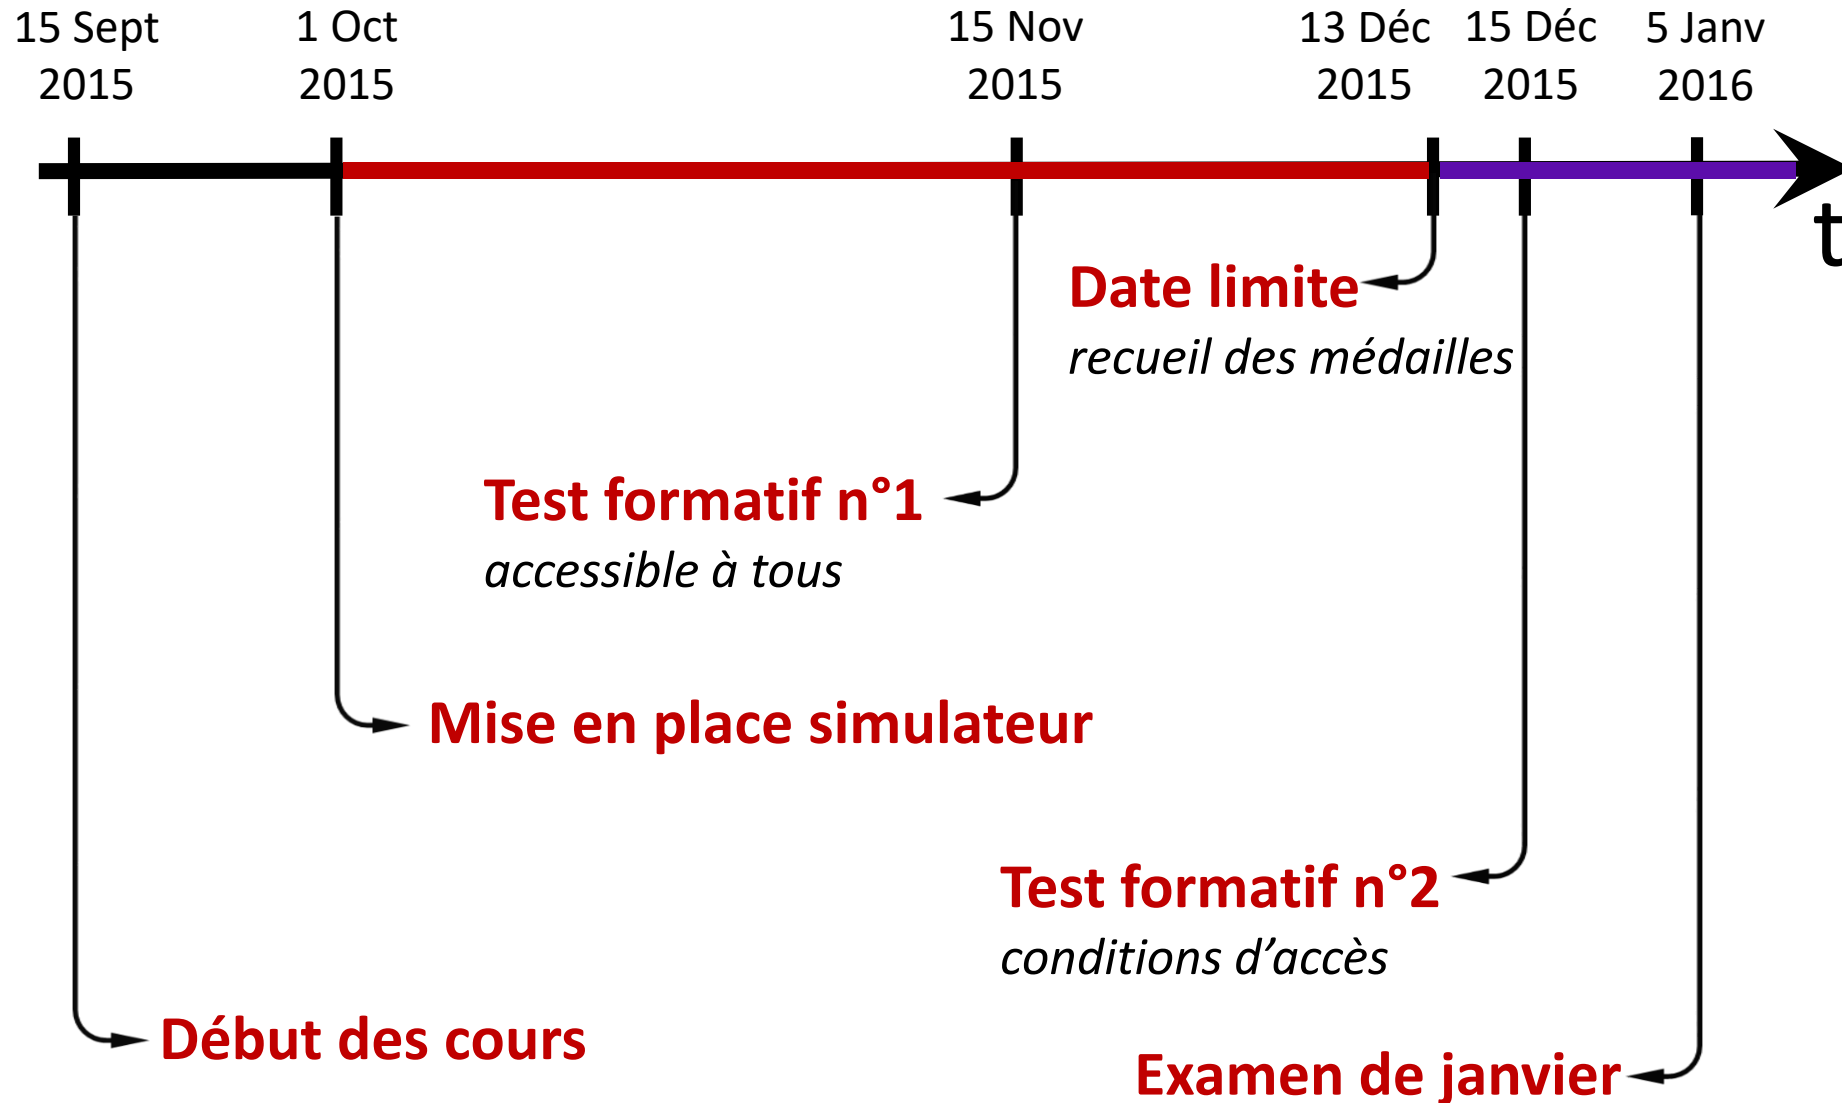 15 Sept
2015
1 Oct
2015
15 Nov
2015
13 Déc
2015
15 Déc
2015
5 Janv
2016
t
Date limite
recueil des médailles
Test formatif n°1
accessible à tous
Mise en place simulateur
Test formatif n°2
conditions d’accès
Début des cours
Examen de janvier